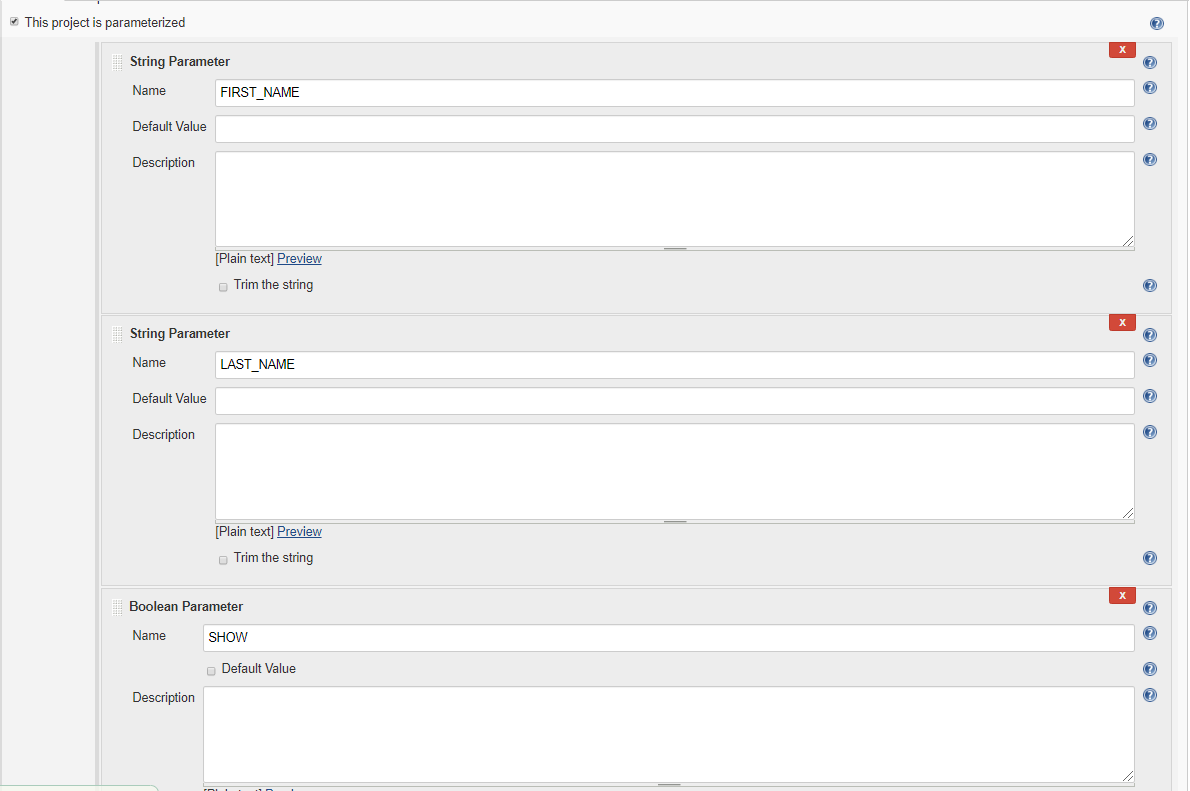 This project is parameterized
X
String Parameter
Name
FIRST_NAME
Default Value
Description
[Plain text] Preview
Trim the string
X
String Parameter
Name
LAST_NAME
Default Value
Description
[Plain text] Preview
Trim the string
X
Boolean Parameter
Name
SHOW
Default Value
Description